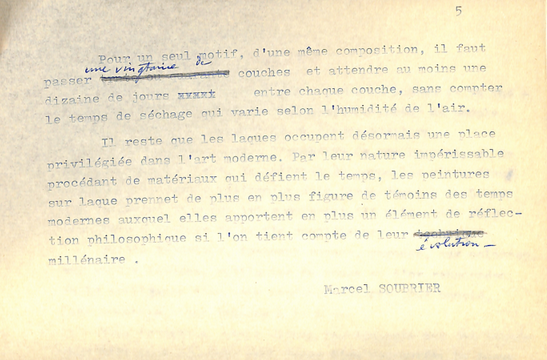 5
Pour un seul motif, d'une même composition, il faut
une vingtaine de
passer couches et attendre au moins une
dizaine de jours xxxxx entre chaque couche, sans compter
le temps de séchage qui varie selon l'humidité de l'air.
Il reste que les laques occupent désormais une place
privilégiée dans l'art moderne. Par leur nature impérissable
procédant de matériaux qui défient le temps, les peintures
sur laque prennet de plus en plus figure de témoins des temps
modernes auxquel elles apportent en plus un élément de réflec-
tion philosophique si l'on tient compte de leur technique
évolution
millénaire .
Marcel SOUBRIER